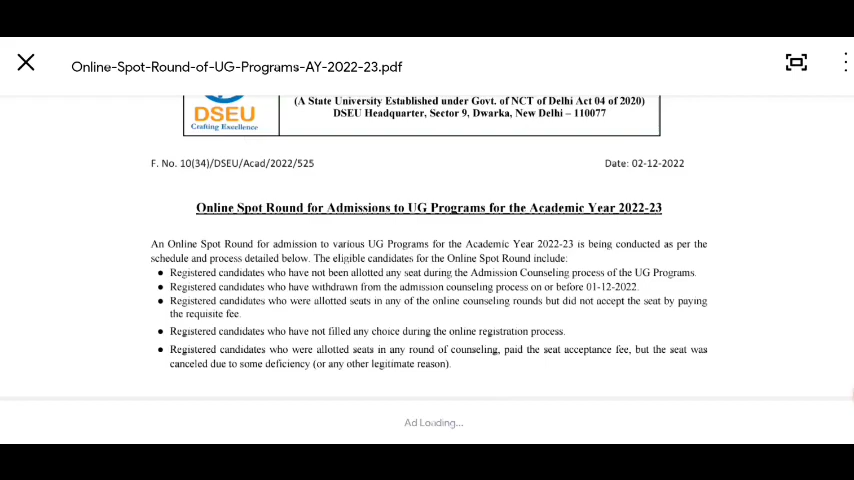 Online-Spot-Round-of-UG-Programs-AY-2022-23.pdf
(A State University Established under Govt. of NCT of Delhi Act 04 of 2020)
DSEU
DSEU Headquarter, Sector 9, Dwarka, New Delhi – 110077
Crafting Excellence
F. No. 10(34)/DSEU/Acad/2022/525
Date: 02-12-2022
Online Spot Round for Admissions to UG Programs for the Academic Year 2022-23
An Online Spot Round for admission to various UG Programs for the Academic Year 2022-23 is being conducted as per the
schedule and process detailed below. The eligible candidates for the Online Spot Round include:
● Registered candidates who have not been allotted any seat during the Admission Counseling process of the UG Programs.
● Registered candidates who have withdrawn from the admission counseling process on or before 01-12-2022.
● Registered candidates who were allotted seats in any of the online counseling rounds but did not accept the seat by paying
the requisite fee.
● Registered candidates who have not filled any choice during the online registration process.
● Registered candidates who were allotted seats in any round of counseling, paid the seat acceptance fee, but the seat was
canceled due to some deficiency (or any other legitimate reason).
Ad Loading...